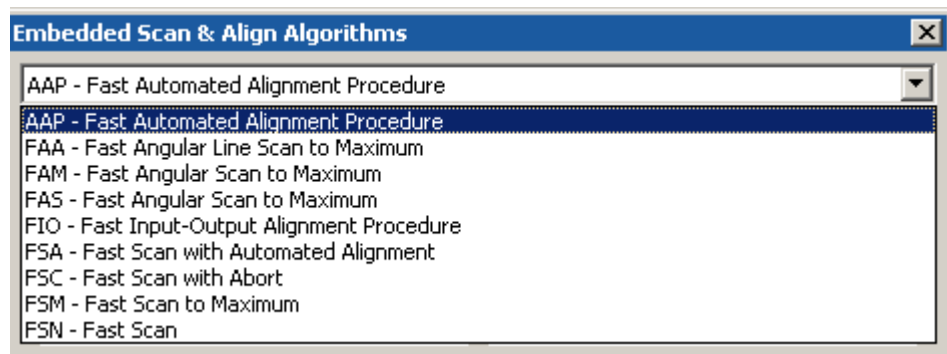 Embedded Scan & Align Algorithms
AAP - Fast Automated Alignment Procedure
AAP - Fast Automated Alignment Procedure
FAA - Fast Angular Line Scan to Maximum
FAM - Fast Angular Scan to Maximum
FAS - Fast Angular Scan to Maximum
FIO - Fast Input-Output Alignment Procedure
FSA - Fast Scan with Automated Alignment
FSC - Fast Scan with Abort
FSM - Fast Scan to Maximum
FSN - Fast Scan